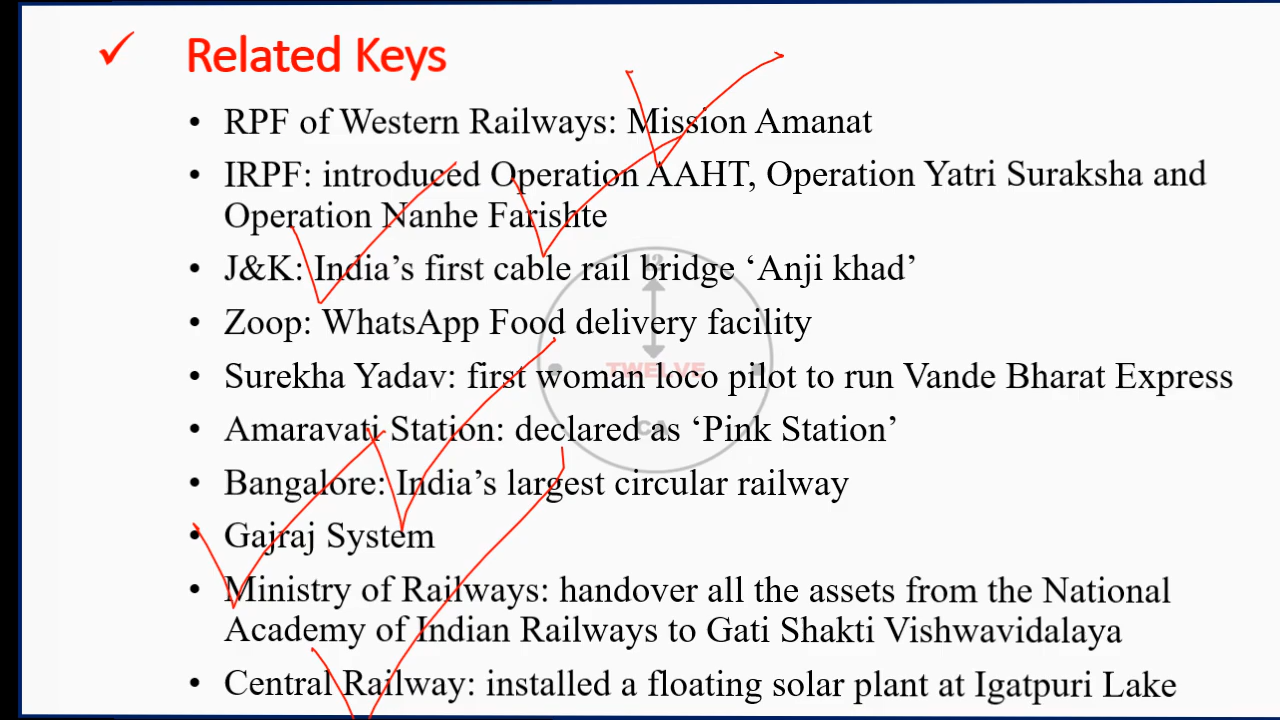 ✓ Related Keys
• RPF of Western Railways: Mission Amanat
• IRPF: introduced Operation AAHT, Operation Yatri Suraksha and
Operation Nanhe Farishte
• J&K: India’s first cable rail bridge ‘Anji khad’
• Zoop: WhatsApp Food delivery facility
• Surekha Yadav: first woman loco pilot to run Vande Bharat Express
• Amaravati Station: declared as ‘Pink Station’
• Bangalore: India’s largest circular railway
• Gajraj System
• Ministry of Railways: handover all the assets from the National
Academy of Indian Railways to Gati Shakti Vishwavidalaya
• Central Railway: installed a floating solar plant at Igatpuri Lake
12
TWELVE
CA